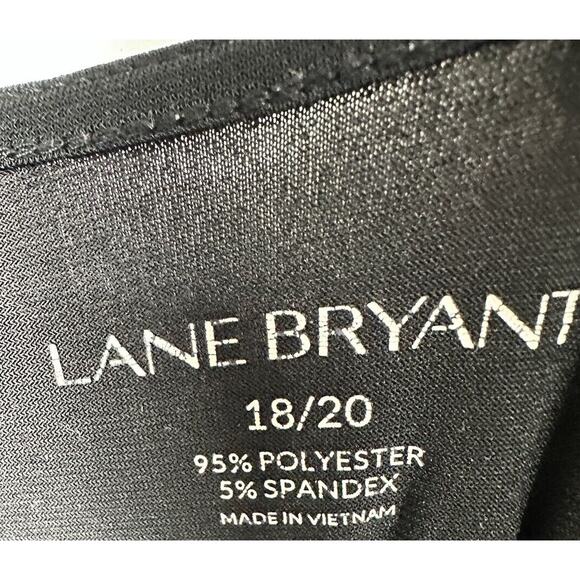 LANE BRYANT
18/20
95% POLYESTER
5% SPANDEX
MADE IN VIETNAM